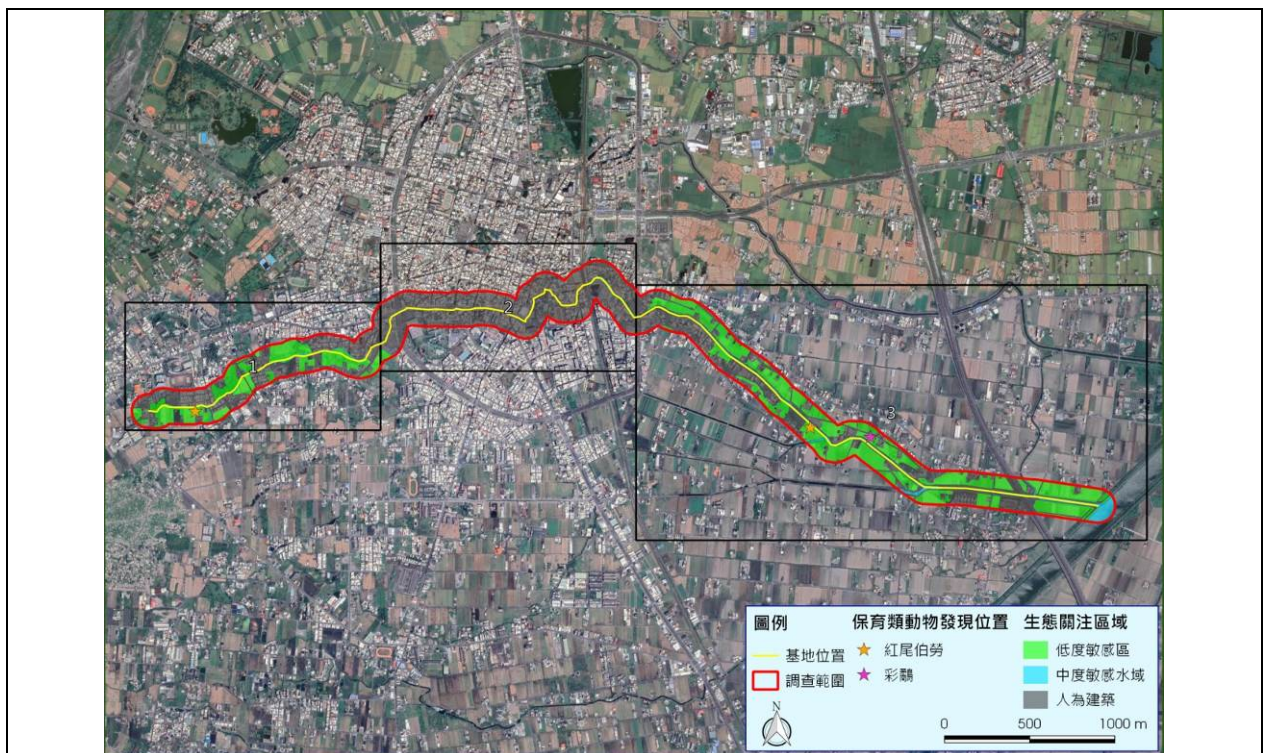 2
1
3
圖例
基地位置
調查範圍
N
保育類動物發現位置
紅尾伯勞
彩鷸
生態關注區域
低度敏感區
中度敏感水域
人為建築
0 500 1000 m